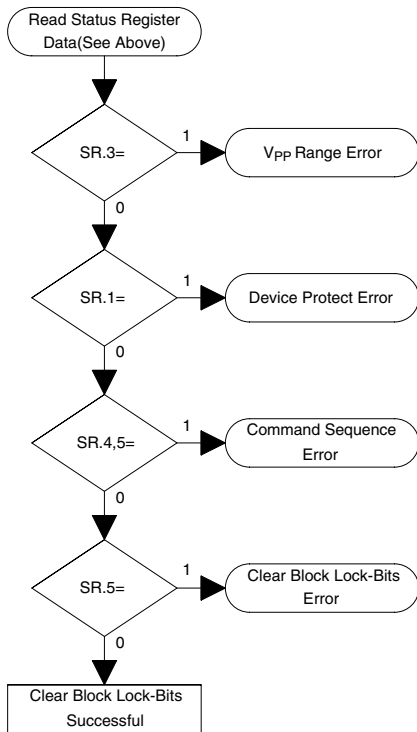 Read Status Register
Data(See Above)
SR.3=
1
VPP Range Error
0
SR.1=
1
Device Protect Error
0
SR.4,5=
1
Command Sequence
Error
0
SR.5=
1
Clear Block Lock-Bits
Error
0
Clear Block Lock-Bits
Successful